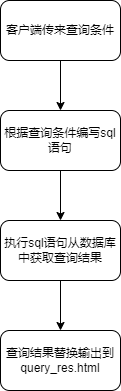 客户端传来查询条件
根据查询条件编写sql
语句
执行sql语句从数据库
中获取查询结果
查询结果替换输出到
query_res.html